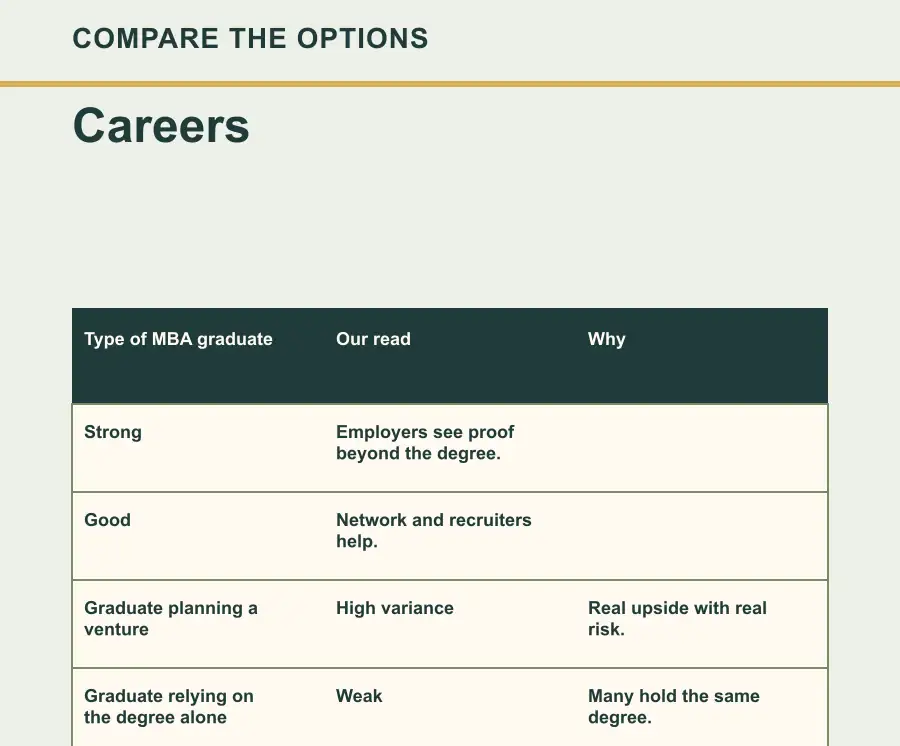 COMPARE THE OPTIONS
Careers
Type of MBA graduate Our read Why
Strong Employers see proof
beyond the degree.
Good Network and recruiters
help.
Graduate planning a High variance Real upside with real
venture risk.
Graduate relying on Weak Many hold the same
the degree alone degree.